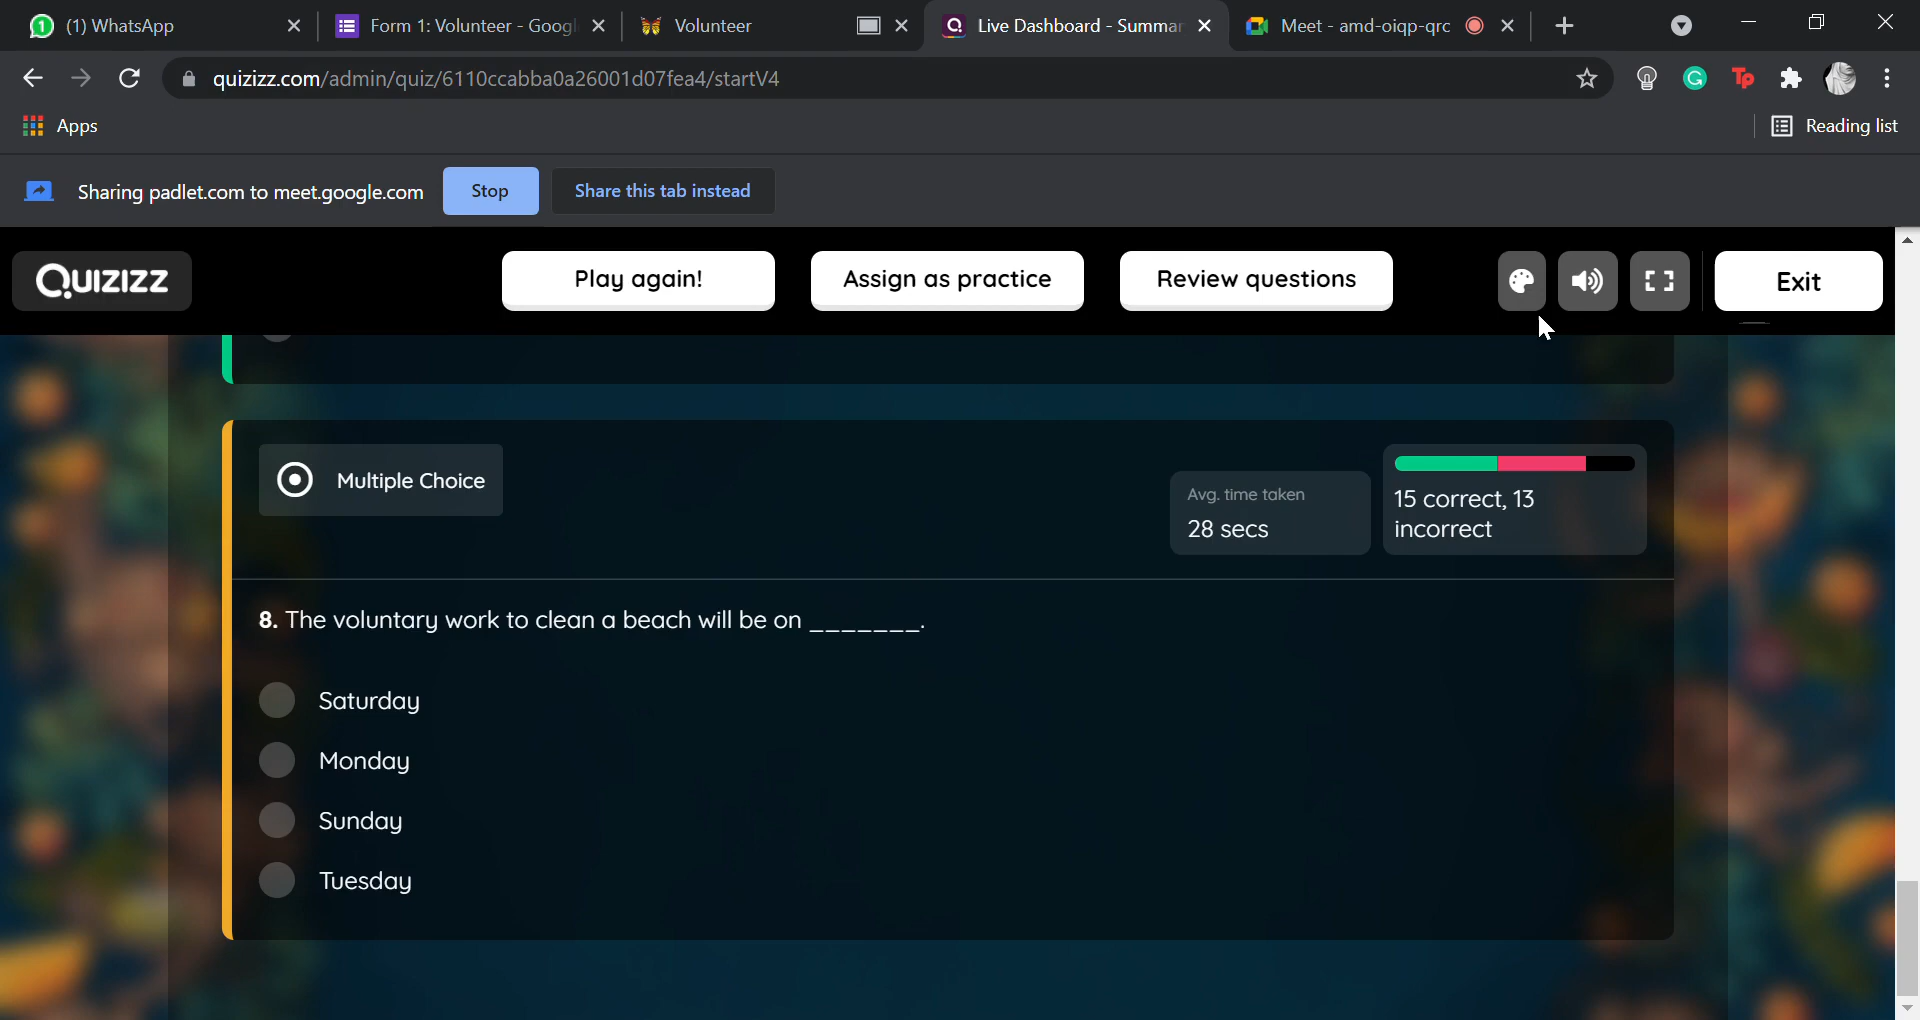 (1) WhatsApp
Form 1: Volunteer - Googl
Volunteer
Live Dashboard - Summar
Meet - amd-oiqp-qrc
quizizz.com/admin/quiz/6110ccabba0a26001d07fea4/startV4
Apps
Reading list
Sharing padlet.com to meet.google.com
Stop
Share this tab instead
QUIZIZZ
Play again!
Assign as practice
Review questions
Exit
Multiple Choice
Avg. time taken
28 secs
15 correct, 13
incorrect
8. The voluntary work to clean a beach will be on _______.
Saturday
Monday
Sunday
Tuesday